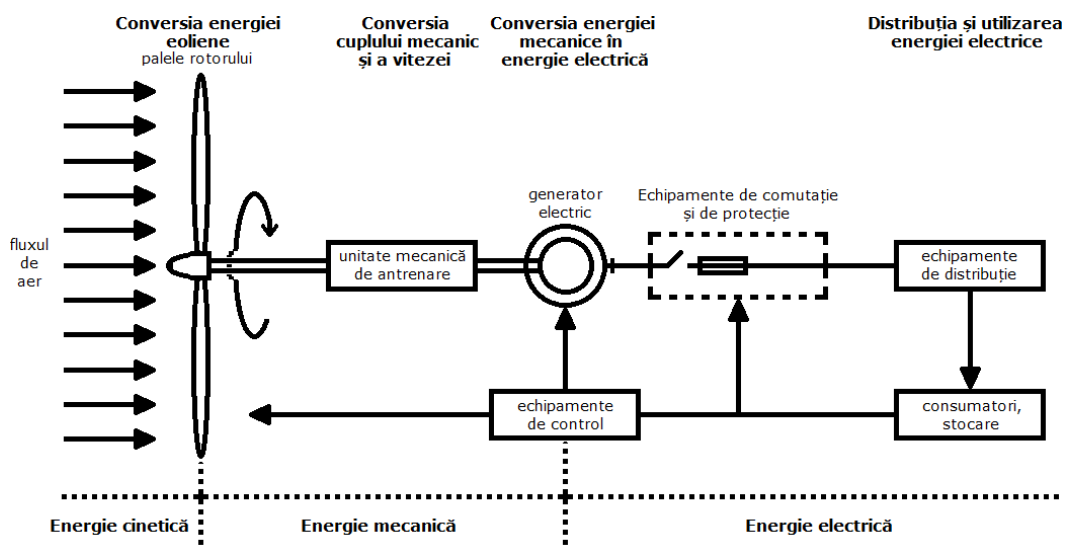 Conversia energiei
eoliene
palele rotorului
Conversia
cuplului mecanic
și a vitezei
Conversia energiei
mecanice în
energie electrică
Distribuția și utilizarea
energiei electrice
fluxul
de
aer
unitate mecanică
de antrenare
generator
electric
Echipamente de comutație
și de protecție
echipamente
de distribuție
echipamente
de control
consumatori,
stocare
Energie cinetică
Energie mecanică
Energie electrică